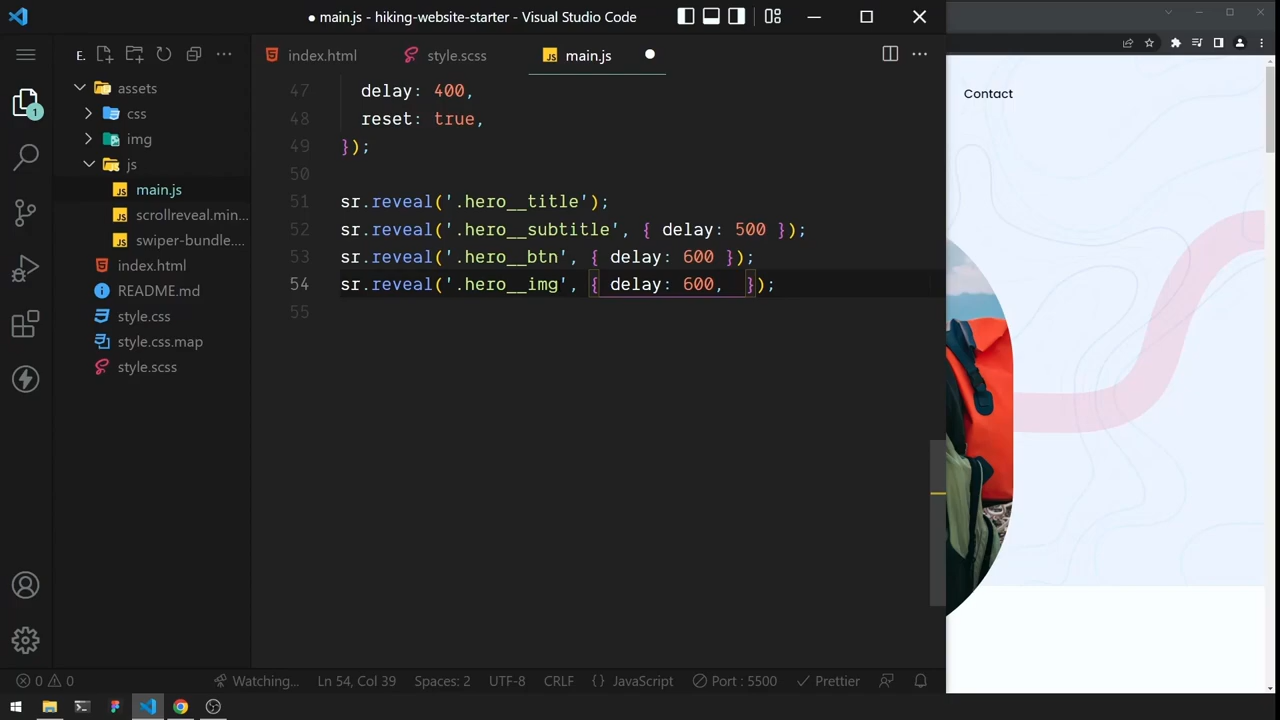 ● main.js - hiking-website-starter - Visual Studio Code
E.
index.html
style.scss
main.js
assets
css
img
js
main.js
scrollreveal.min...
swiper-bundle....
index.html
README.md
style.css
style.css.map
style.scss
1
47 delay: 400,
48 reset: true,
49 });
50
51 sr.reveal('.hero__title');
52 sr.reveal('.hero__subtitle', { delay: 500 });
53 sr.reveal('.hero__btn', { delay: 600 });
54 sr.reveal('.hero__img', { delay: 600,  });
55
Contact
0 0
Watching...
Ln 54, Col 39
Spaces: 2
UTF-8
CRLF
{} JavaScript
Port : 5500
Prettier